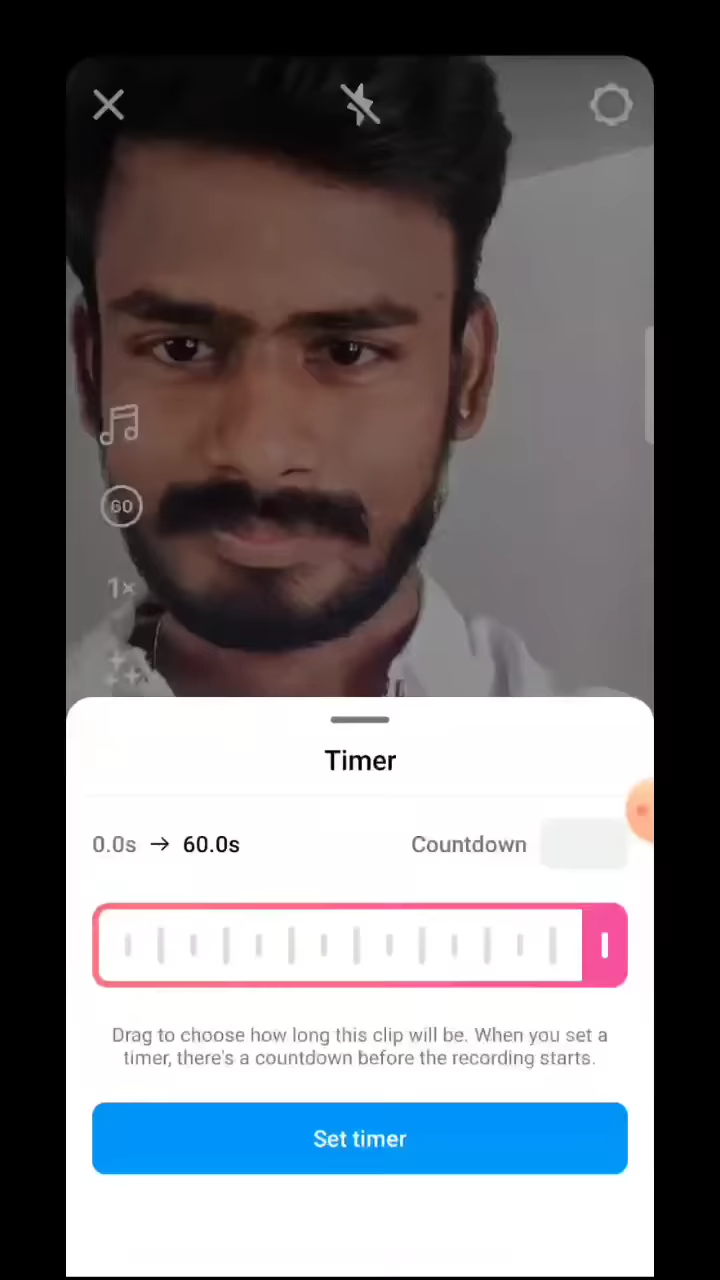 60
1×
Timer
0.0s → 60.0s
Countdown
Drag to choose how long this clip will be. When you set a
timer, there's a countdown before the recording starts.
Set timer